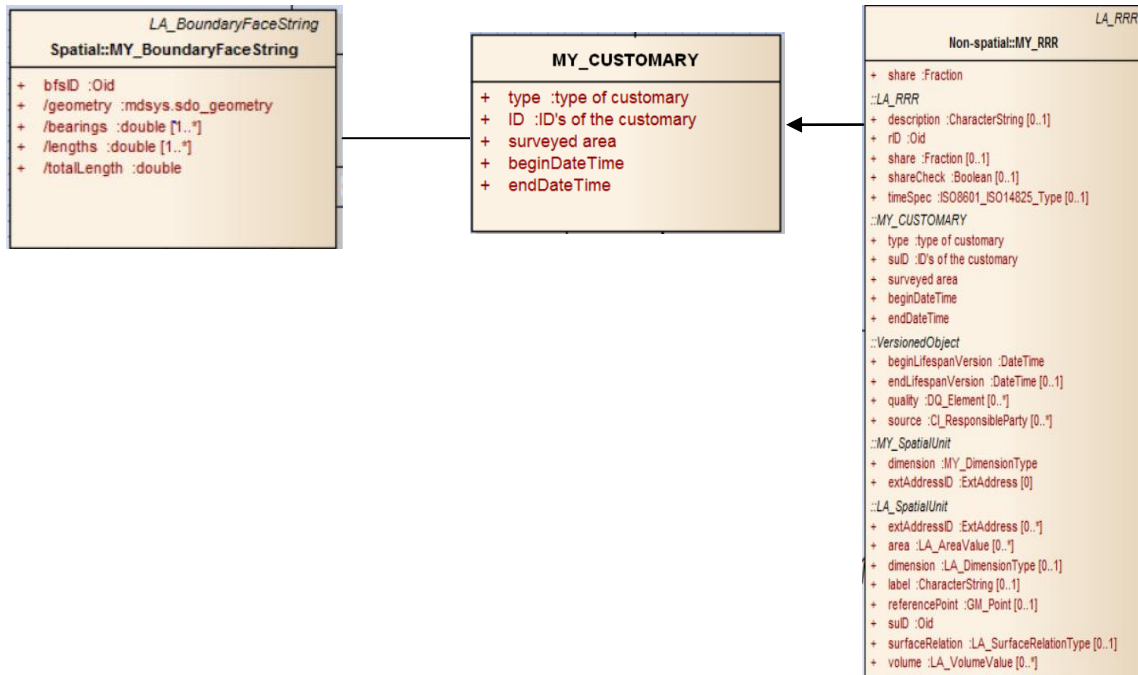 LA_BoundaryFaceString
Spatial::MY_BoundaryFaceString
+ bfsID :Oid
+ /geometry :mdsys.sdo_geometry
+ /bearings :double [1..*]
+ /lengths :double [1..*]
+ /totalLength :double
MY_CUSTOMARY
+ type :type of customary
+ ID :ID's of the customary
+ surveyed area
+ beginDateTime
+ endDateTime
LA_RRR
Non-spatial::MY_RRR
+ share :Fraction
::LA_RRR
+ description :CharacterString [0..1]
+ rID :Oid
+ share :Fraction [0..1]
+ shareCheck :Boolean [0..1]
+ timeSpec :ISO8601_ISO14825_Type [0..1]
::MY_CUSTOMARY
+ type :type of customary
+ suID :ID's of the customary
+ surveyed area
+ beginDateTime
+ endDateTime
::VersionedObject
+ beginLifespanVersion :DateTime
+ endLifespanVersion :DateTime [0..1]
+ quality :DQ_Element [0..*]
+ source :CI_ResponsibleParty [0..*]
::MY_SpatialUnit
+ dimension :MY_DimensionType
+ extAddressID :ExtAddress [0]
::LA_SpatialUnit
+ extAddressID :ExtAddress [0..*]
+ area :LA_AreaValue [0..*]
+ dimension :LA_DimensionType [0..1]
+ label :CharacterString [0..1]
+ referencePoint :GM_Point [0..1]
+ suID :Oid
+ surfaceRelation :LA_SurfaceRelationType [0..1]
+ volume :LA_VolumeValue [0..*]